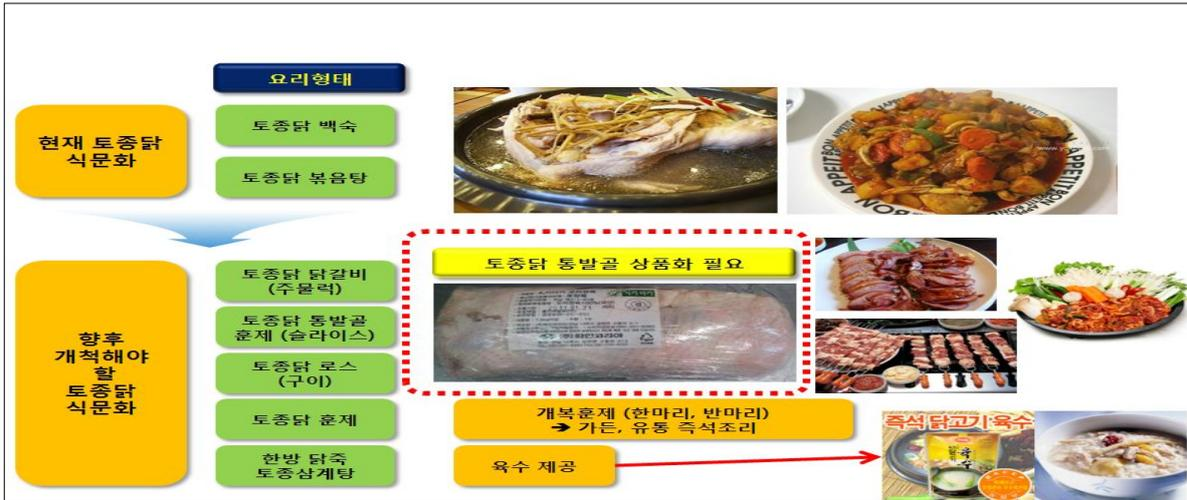 요리형태
현재 토종닭
식문화
토종닭 백숙
토종닭 볶음탕
향후
개척해야
할
토종닭
식문화
토종닭 닭갈비
(주물럭)
토종닭 통발골
훈제 (슬라이스)
토종닭 로스
(구이)
토종닭 훈제
한방 닭죽
토종삼계탕
토종닭 통발골 상품화 필요
개복훈제 (한마리, 반마리)
➔ 가든, 유통 즉석조리
육수 제공
즉석 닭고기 육수
육수
BON APPETIT